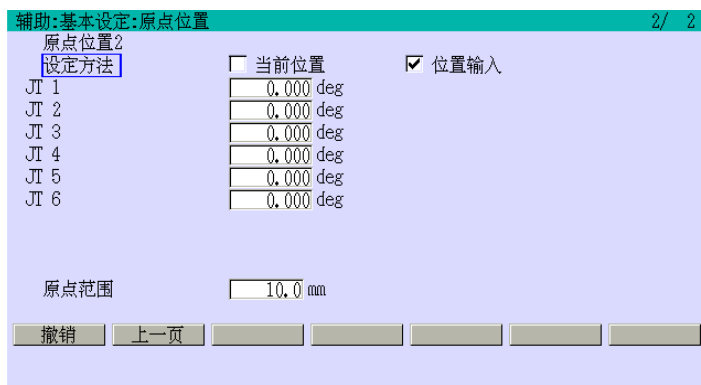 辅助:基本设定:原点位置 2/ 2
原点位置2
设定方法 当前位置 位置输入
JT 1 0.000 deg
JT 2 0.000 deg
JT 3 0.000 deg
JT 4 0.000 deg
JT 5 0.000 deg
JT 6 0.000 deg
原点范围 10.0 mm
撤销 上一页